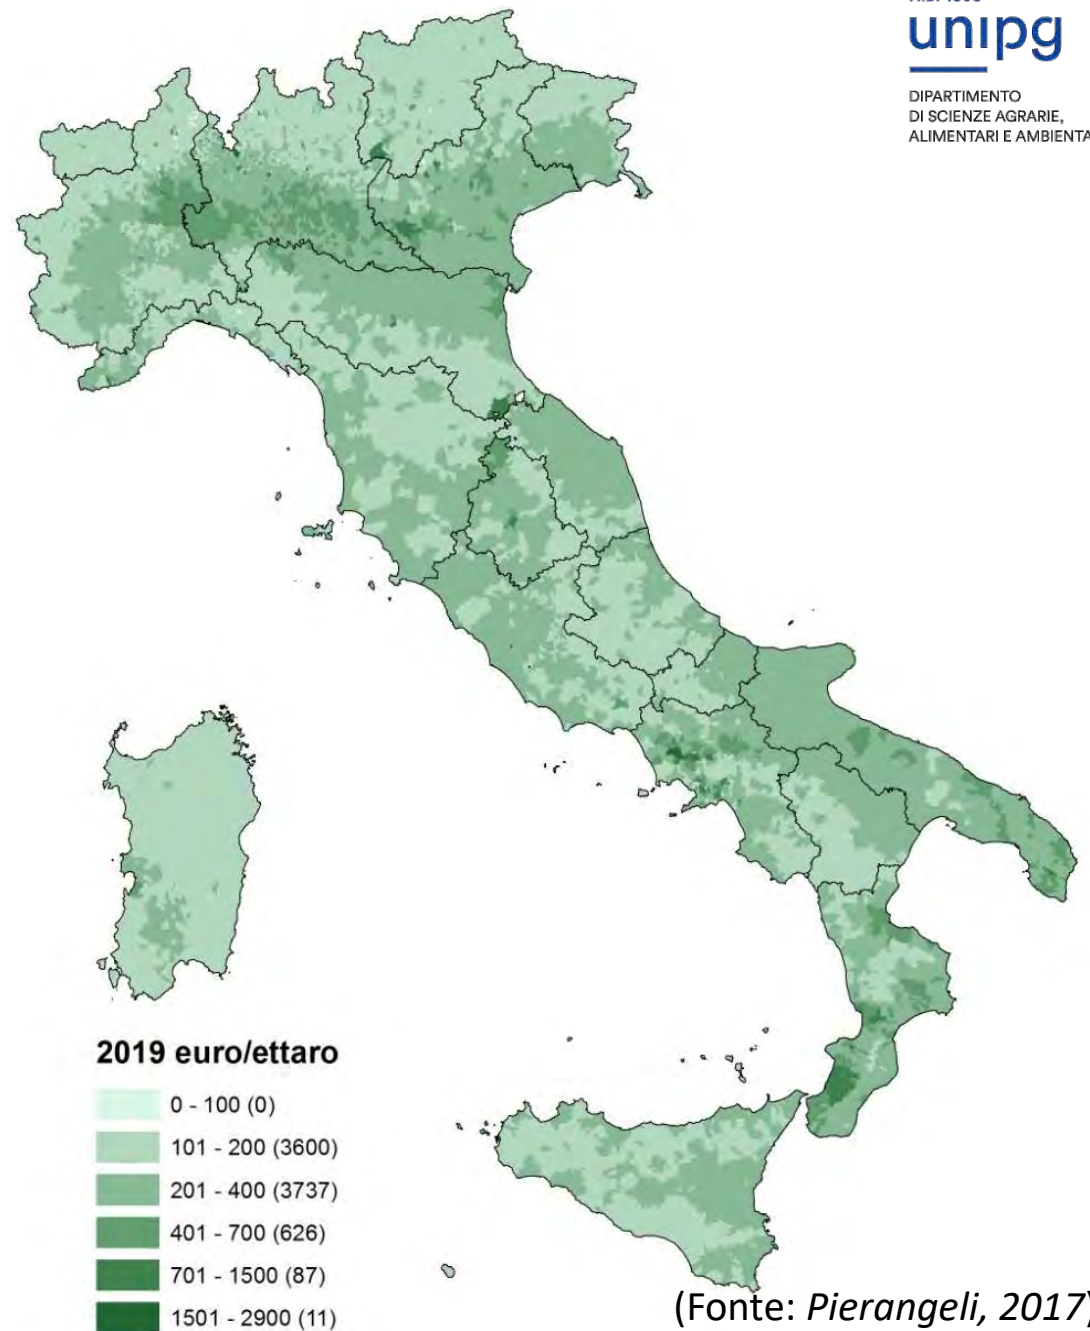 unipg
DIPARTIMENTO
DI SCIENZE AGRARIE,
ALIMENTARI E AMBIENTA
2019 euro/ettaro
0 - 100 (0)
101 - 200 (3600)
201 - 400 (3737)
401 - 700 (626)
701 - 1500 (87)
1501 - 2900 (11)
(Fonte: Pierangeli, 2017)